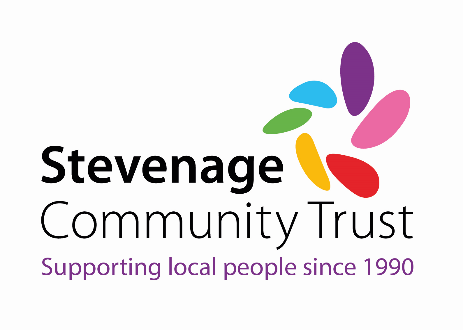 Stevenage
Community Trust
Supporting local people since 1990